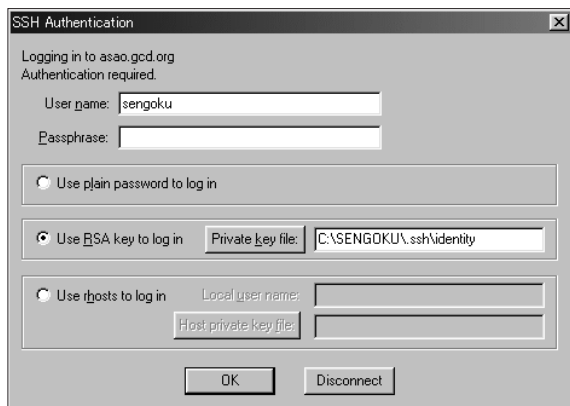 SSH Authentication
Logging in to asao.gcd.org
Authentication required.
User name: sengoku
Passphrase:
Use plain password to log in
Use RSA key to log in Private key file: C:\SENGOKU\.ssh\identity
Use rhosts to log in Local user name:
Host private key file:
OK Disconnect